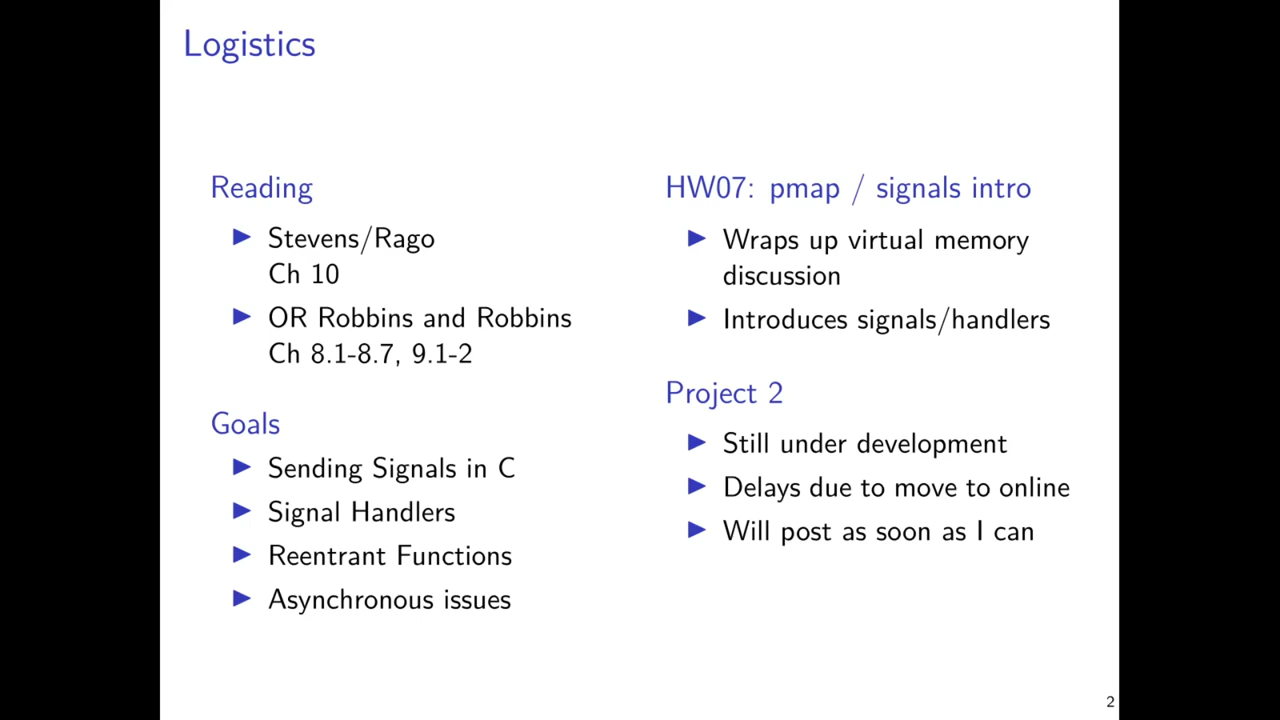 Logistics
Reading
▶ Stevens/Rago
Ch 10
▶ OR Robbins and Robbins
Ch 8.1-8.7, 9.1-2
Goals
▶ Sending Signals in C
▶ Signal Handlers
▶ Reentrant Functions
▶ Asynchronous issues
HW07: pmap / signals intro
▶ Wraps up virtual memory
discussion
▶ Introduces signals/handlers
Project 2
▶ Still under development
▶ Delays due to move to online
▶ Will post as soon as I can
2